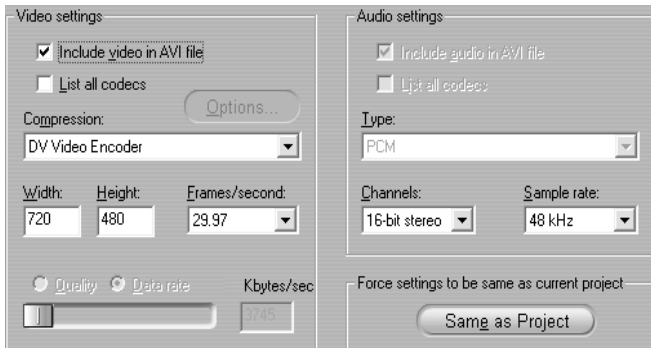 Video settings
Include video in AVI file
List all codecs
Options...
Compression:
DV Video Encoder
Width: Height: Frames/second:
720 480 29.97
Quality Data rate Kbytes/sec
3745
Audio settings
Include audio in AVI file
List all codecs
Type:
PCM
Channels: Sample rate:
16-bit stereo 48 kHz
Force settings to be same as current project
Same as Project